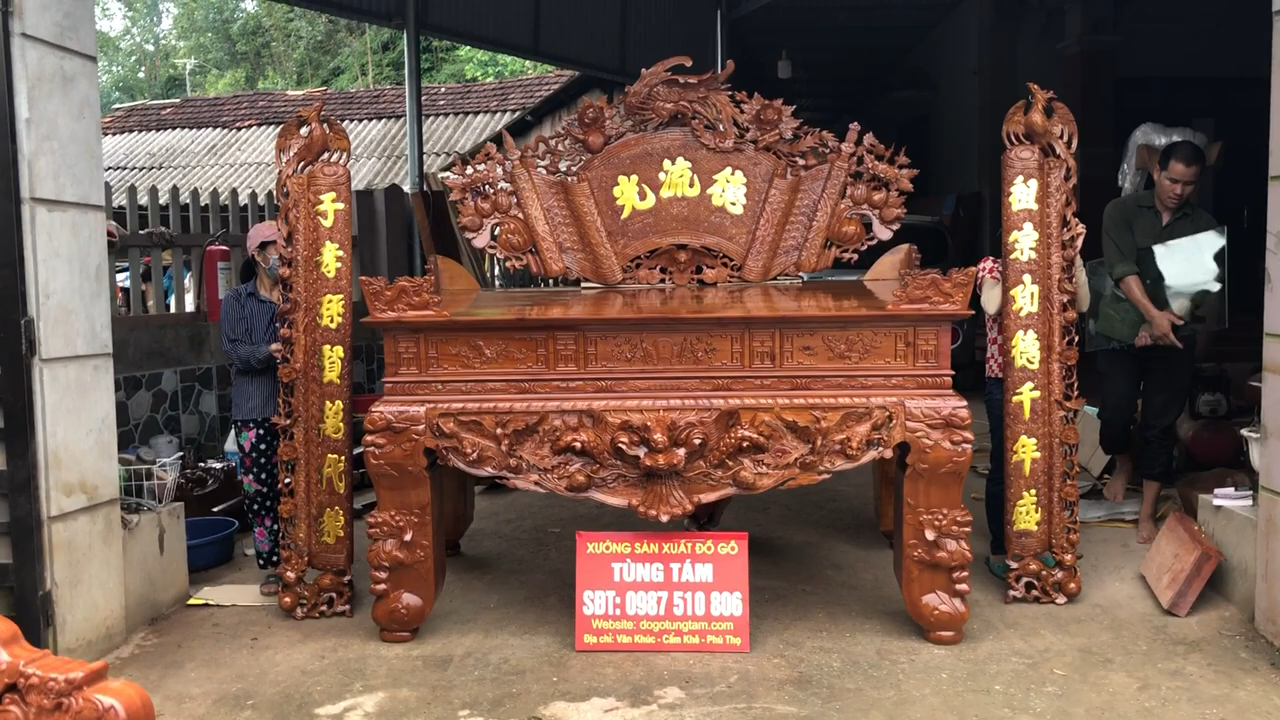 德流光
祖宗功德千年盛
子孝孫賢萬代榮
XƯỞNG SẢN XUẤT ĐỒ GỖ
TÙNG TÁM
SĐT: 0987 510 806
Website: dogotungtam.com
Địa chỉ: Văn Khúc - Cẩm Khê - Phú Thọ